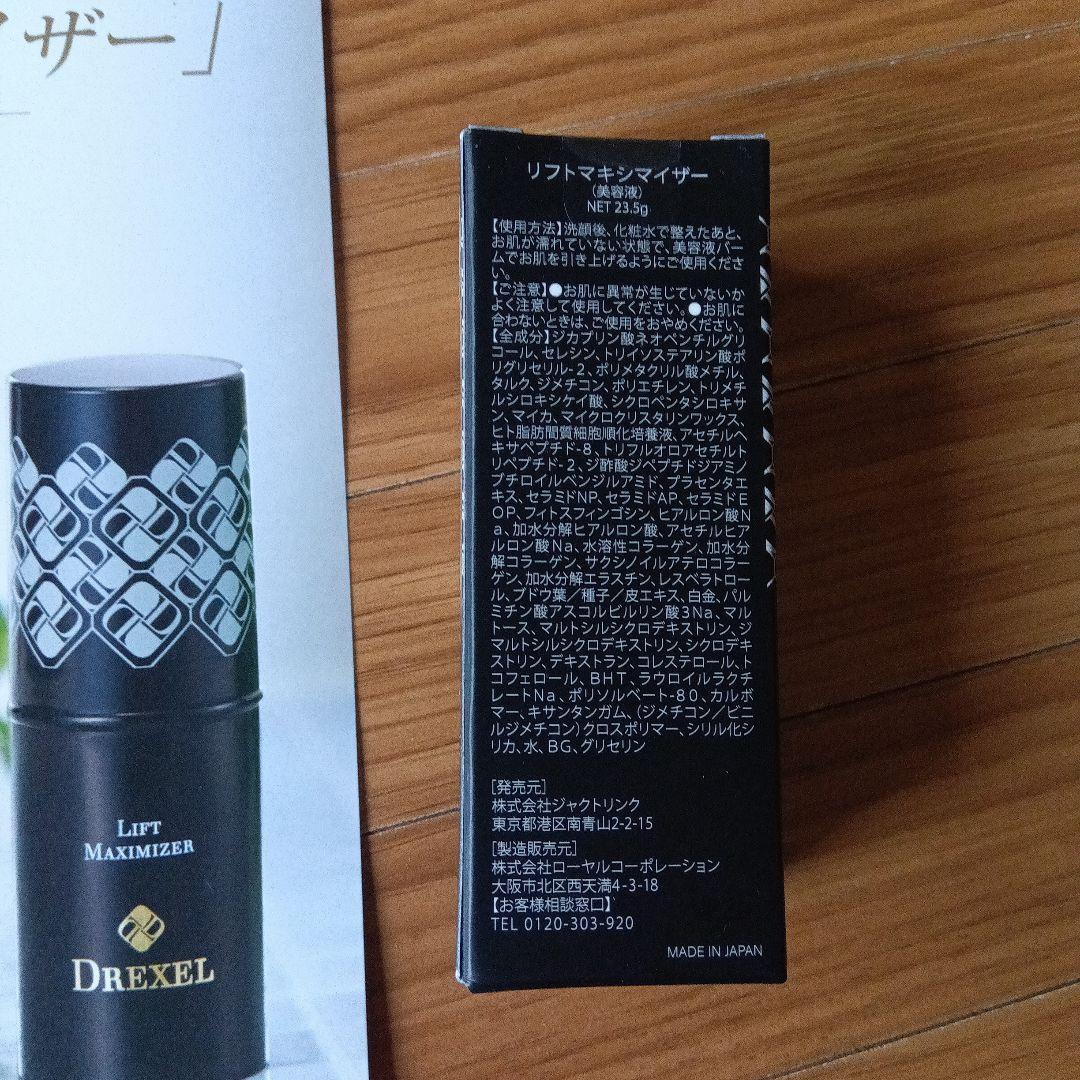 イザー」
LIFT
MAXIMIZER
DREXEL
リフトマキシマイザー
(美容液)
NET 23.5g
【使用方法】洗顔後、化粧水で整えたあと、
お肌が濡れていない状態で、美容液バー
ムでお肌を引き上げるようにご使用くださ
い。
【ご注意】●お肌に異常が生じていないか
よく注意して使用してください。●お肌に
合わないときは、ご使用をおやめください。
【全成分】ジカプリン酸ネオペンチルグリ
コール、セレシン、トリイソステアリン酸ポ
リグリセリル-2、ポリメタクリル酸メチル、
タルク、ジメチコン、ポリエチレン、トリメチ
ルシロキシケイ酸、シクロペンタシロキサ
ン、マイカ、マイクロクリスタリンワックス、
ヒト脂肪間質細胞順化培養液、アセチルヘ
キサペプチド-8、トリフルオロアセチルト
リペプチド-2、ジ酢酸ジペプチドジアミノ
ブチロイルベンジルアミド、プラセンタエ
キス、セラミドNP、セラミドAP、セラミドE
OP、フィトスフィンゴシン、ヒアルロン酸N
a、加水分解ヒアルロン酸、アセチルヒア
ルロン酸Na、水溶性コラーゲン、加水分
解コラーゲン、サクシノイルアテロコラー
ゲン、加水分解エラスチン、レスベラトロー
ル、ブドウ葉／種子／皮エキス、白金、パル
ミチン酸アスコルビルリン酸3Na、マル
トース、マルトシルシクロデキストリン、ジ
マルトシルシクロデキストリン、シクロデキ
ストリン、デキストラン、コレステロール、ト
コフェロール、BHT、ラウロイルラクチ
レートNa、ポリソルベート-80、カルボ
マー、キサンタンガム、(ジメチコン／ビニ
ルジメチコン)クロスポリマー、シリル化シ
リカ、水、BG、グリセリン
[発売元]
株式会社ジャクトリンク
東京都港区南青山2-2-15
[製造販売元]
株式会社ローヤルコーポレーション
大阪市北区西天満4-3-18
【お客様相談窓口】
TEL 0120-303-920
MADE IN JAPAN